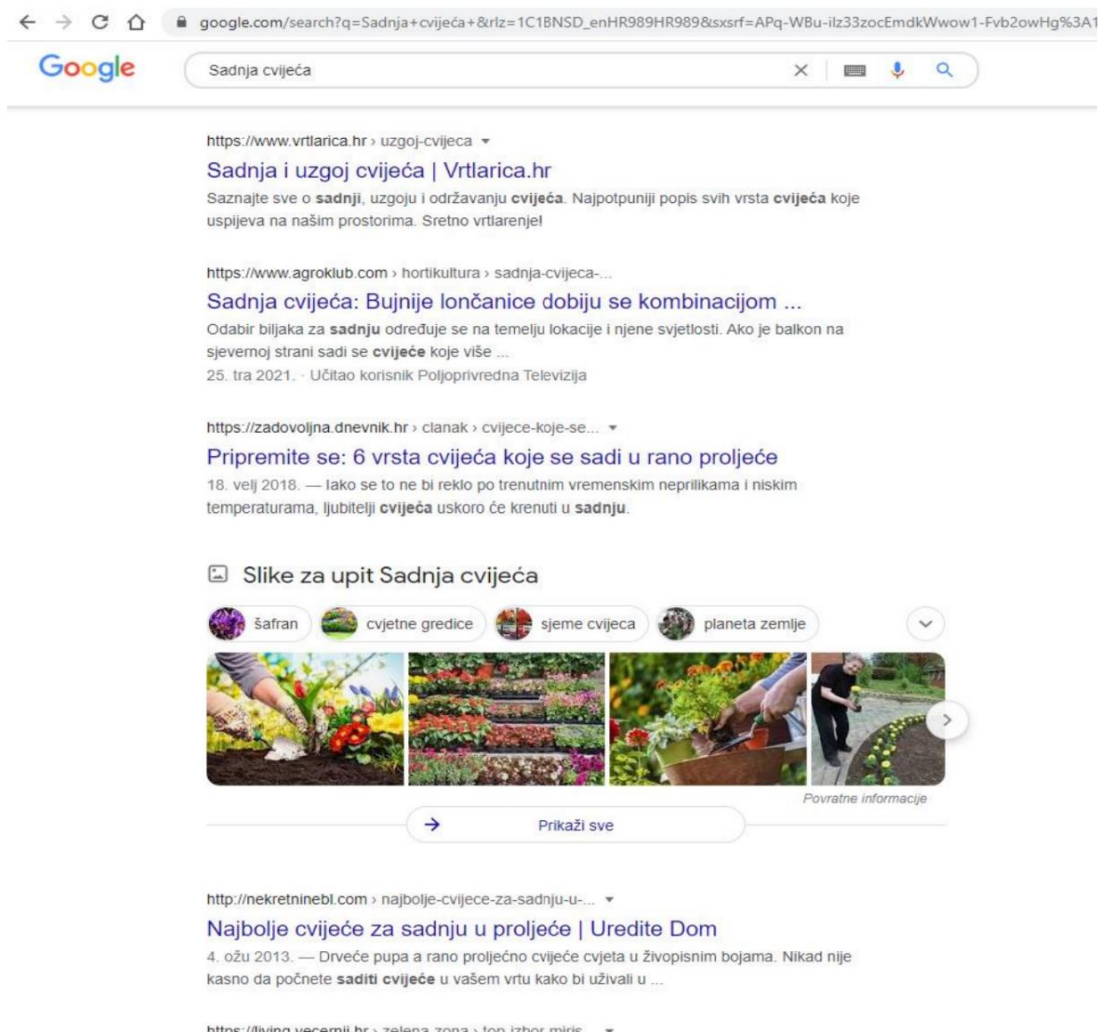 google.com/search?q=Sadnja+cvijeća+&rlz=1C1BNSD_enHR989HR989&sxsrf=APq-WBu-ilz33zocEmdkWwow1-Fvb2owHg%3A1
Google
Sadnja cvijeća
https://www.vrtlarica.hr › uzgoj-cvijeca
Sadnja i uzgoj cvijeća | Vrtlarica.hr
Saznajte sve o sadnji, uzgoju i održavanju cvijeća. Najpotpuniji popis svih vrsta cvijeća koje
uspijeva na našim prostorima. Sretno vrtlarenje!
https://www.agroklub.com › hortikultura › sadnja-cvijeca-...
Sadnja cvijeća: Bujnije lončanice dobiju se kombinacijom ...
Odabir biljaka za sadnju određuje se na temelju lokacije i njene svjetlosti. Ako je balkon na
sjevernoj strani sadi se cvijeće koje više ...
25. tra 2021. · Učitao korisnik Poljoprivredna Televizija
https://zadovoljna.dnevnik.hr › clanak › cvijece-koje-se...
Pripremite se: 6 vrsta cvijeća koje se sadi u rano proljeće
18. velj 2018. — Iako se to ne bi reklo po trenutnim vremenskim neprilikama i niskim
temperaturama, ljubitelji cvijeća uskoro će krenuti u sadnju.
Slike za upit Sadnja cvijeća
šafran cvjetne gredice sjeme cvijeca planeta zemlje
Povratne informacije
Prikaži sve
http://nekretninebl.com › najbolje-cvijece-za-sadnju-u-...
Najbolje cvijeće za sadnju u proljeće | Uredite Dom
4. ožu 2013. — Drveće pupa a rano proljećno cvijeće cvjeta u živopisnim bojama. Nikad nije
kasno da počnete saditi cvijeće u vašem vrtu kako bi uživali u ...
https://living.vecernji.hr › zelena-zona › top-izbor-miris...